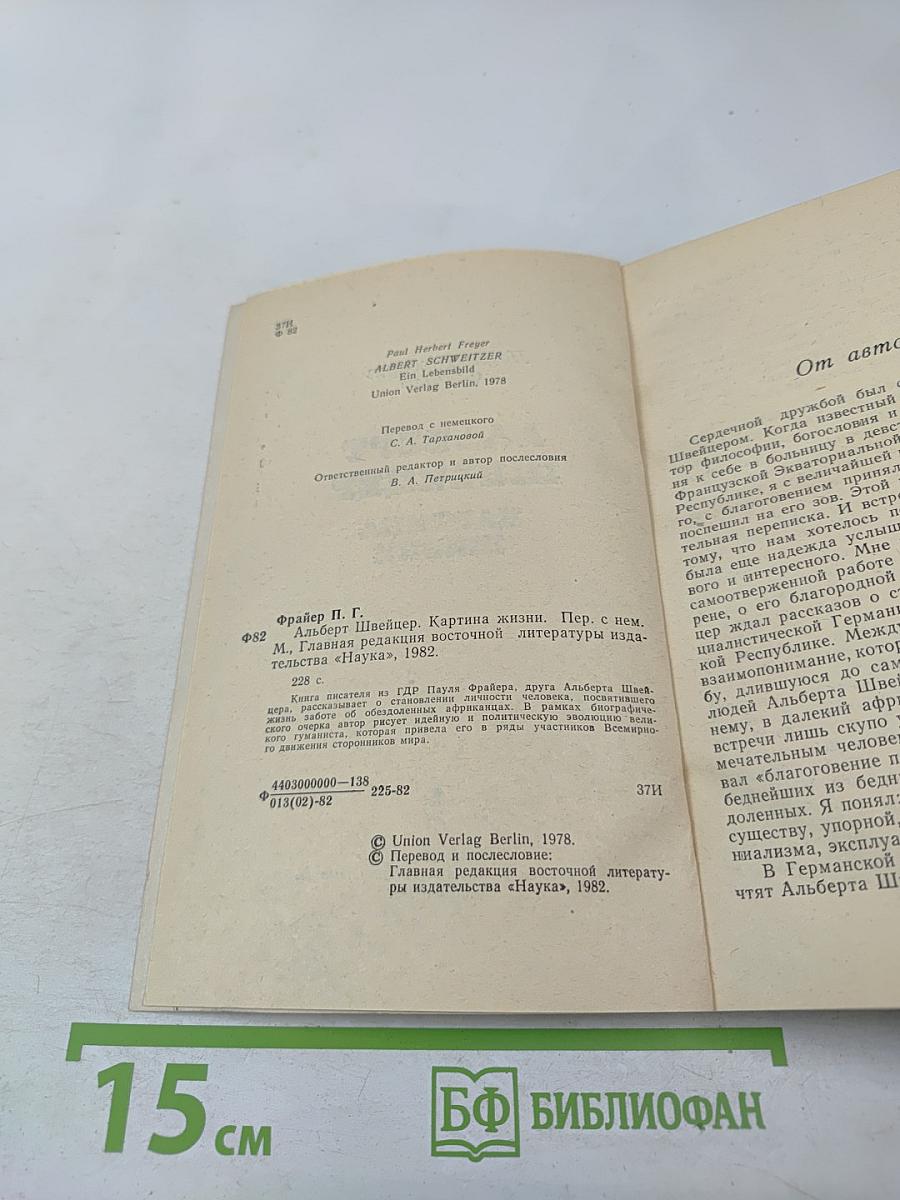 37И
Ф 82
Paul Herbert Freyer
ALBERT SCHWEITZER
Ein Lebensbild
Union Verlag Berlin, 1978
Перевод с немецкого
С. А. Тархановой
Ответственный редактор и автор послесловия
В. А. Петрицкий
Фрайер П. Г.
Ф82 Альберт Швейцер. Картина жизни. Пер. с нем.
М., Главная редакция восточной литературы изда-
тельства «Наука», 1982.
228 с.
Книга писателя из ГДР Пауля Фрайера, друга Альберта Швей-
цера, рассказывает о становлении личности человека, посвятившего
жизнь заботе об обездоленных африканцах. В рамках биографиче-
ского очерка автор рисует идейную и политическую эволюцию вели-
кого гуманиста, которая привела его в ряды участников Всемирно-
го движения сторонников мира.
Ф 4403000000—138
013(02)-82 225-82 37И
© Union Verlag Berlin, 1978.
© Перевод и послесловие:
Главная редакция восточной литерату-
ры издательства «Наука», 1982.
От авто
Сердечной дружбой был с
Швейцером. Когда известный
тор философии, богословия и
ня к себе в больницу в девст
Французской Экваториальной
Республике, я с величайшей
го, с благоговением принял
поспешил на его зов. Этой
тельная переписка. И встре
тому, что нам хотелось п
была еще надежда услыш
вого и интересного. Мне
самоотверженной работе
рене, о его благородной
цер ждал рассказов о ст
циалистической Германи
кой Республике. Между
взаимопонимание, котор
бу, длившуюся до сам
людей Альберта Швей
нему, в далекий афри
встречи лишь скупо у
мечательным человек
вал «благоговение п
беднейших из бедн
доленных. Я понял:
существу, упорной,
ниализма, эксплуа
В Германской
чтят Альберта Ш
15 см
БФ БИБЛИОФАН